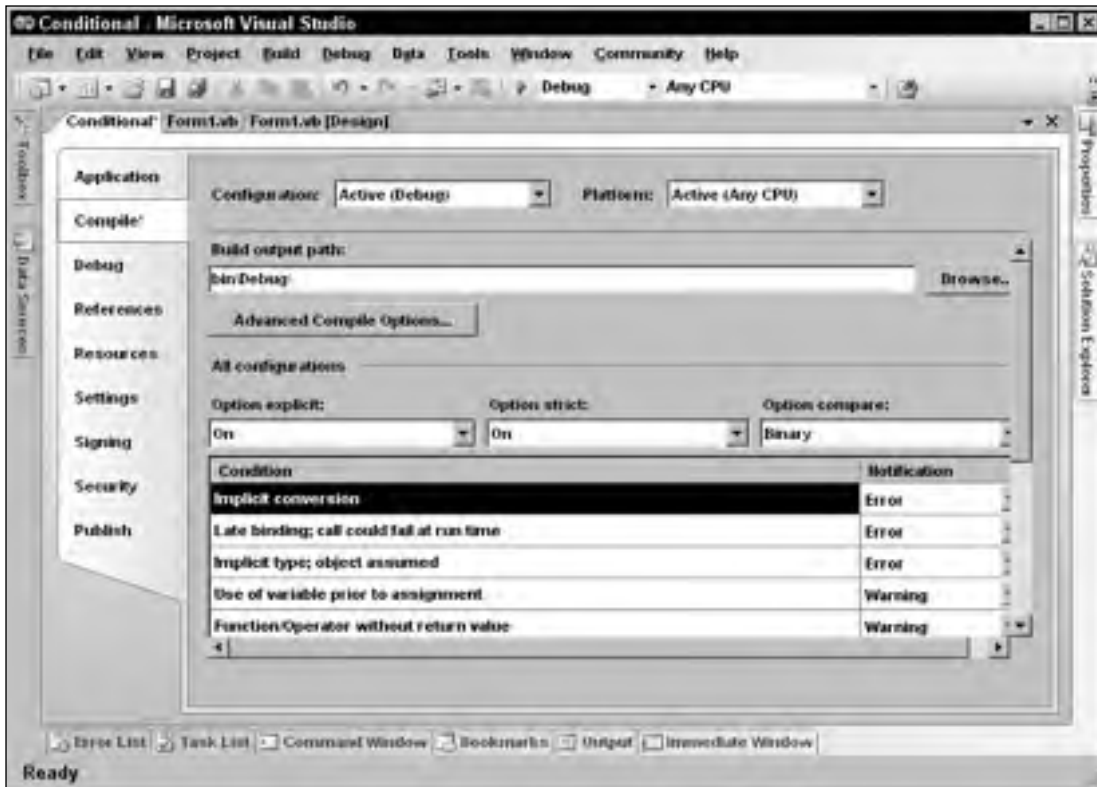 Conditional - Microsoft Visual Studio
File Edit View Project Build Debug Data Tools Window Community Help
Debug Any CPU
Conditional* Form1.vb Form1.vb [Design]
Toolbox
Data Sources
Properties
Solution Explorer
Application
Compile*
Debug
References
Resources
Settings
Signing
Security
Publish
Configuration: Active (Debug) Platform: Active (Any CPU)
Build output path:
bin\Debug\ Browse...
Advanced Compile Options...
All configurations
Option explicit: Option strict: Option compare:
On On Binary
Condition Notification
Implicit conversion Error
Late binding; call could fail at run time Error
Implicit type; object assumed Error
Use of variable prior to assignment Warning
Function/Operator without return value Warning
Error List Task List Command Window Bookmarks Output Immediate Window
Ready